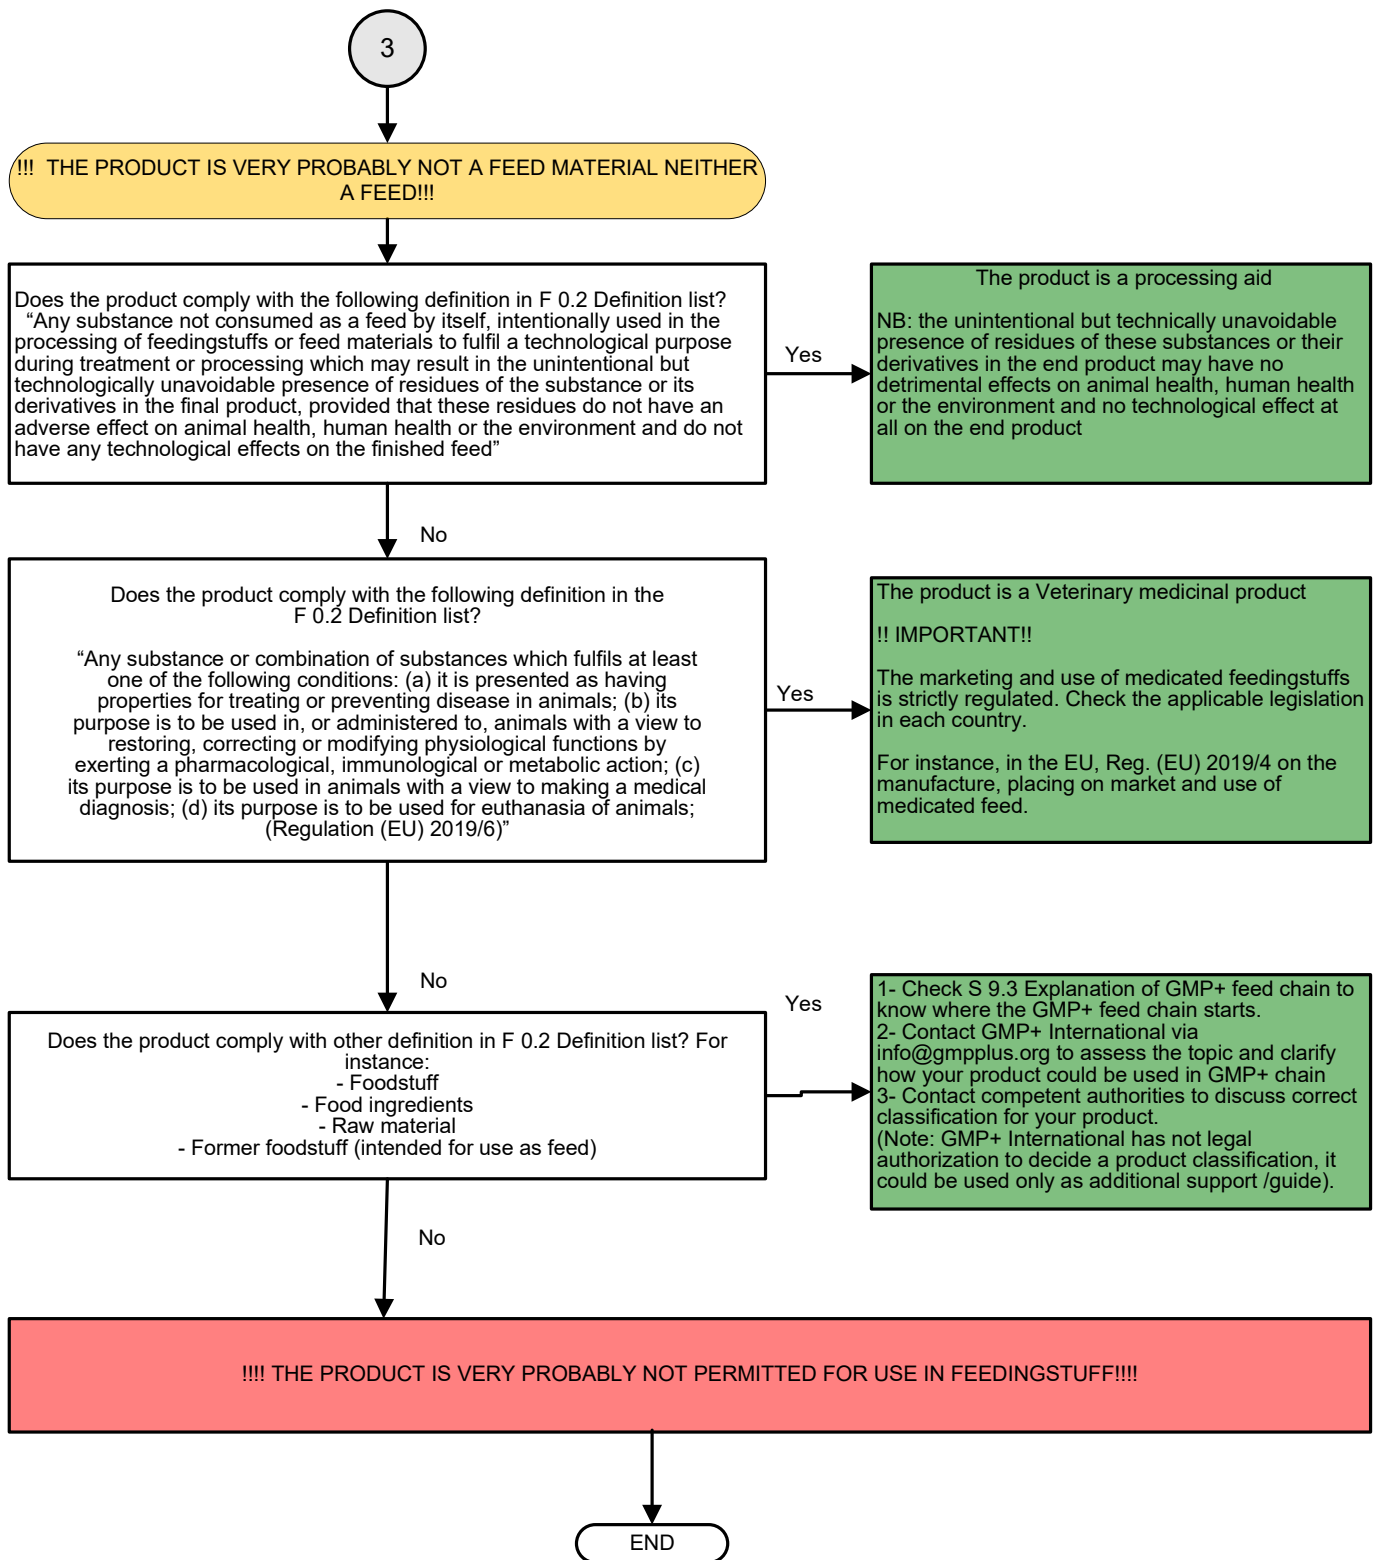 3
!!! THE PRODUCT IS VERY PROBABLY NOT A FEED MATERIAL NEITHER
A FEED!!!
Does the product comply with the following definition in F 0.2 Definition list?
“Any substance not consumed as a feed by itself, intentionally used in the
processing of feedingstuffs or feed materials to fulfil a technological purpose
during treatment or processing which may result in the unintentional but
technologically unavoidable presence of residues of the substance or its
derivatives in the final product, provided that these residues do not have an
adverse effect on animal health, human health or the environment and do not
have any technological effects on the finished feed”
Yes
The product is a processing aid
NB: the unintentional but technically unavoidable
presence of residues of these substances or their
derivatives in the end product may have no
detrimental effects on animal health, human health
or the environment and no technological effect at
all on the end product
No
Does the product comply with the following definition in the
F 0.2 Definition list?
“Any substance or combination of substances which fulfils at least
one of the following conditions: (a) it is presented as having
properties for treating or preventing disease in animals; (b) its
purpose is to be used in, or administered to, animals with a view to
restoring, correcting or modifying physiological functions by
exerting a pharmacological, immunological or metabolic action; (c)
its purpose is to be used in animals with a view to making a medical
diagnosis; (d) its purpose is to be used for euthanasia of animals;
(Regulation (EU) 2019/6)”
Yes
The product is a Veterinary medicinal product
!! IMPORTANT!!
The marketing and use of medicated feedingstuffs
is strictly regulated. Check the applicable legislation
in each country.
For instance, in the EU, Reg. (EU) 2019/4 on the
manufacture, placing on market and use of
medicated feed.
No
Does the product comply with other definition in F 0.2 Definition list? For
instance:
- Foodstuff
- Food ingredients
- Raw material
- Former foodstuff (intended for use as feed)
Yes
1- Check S 9.3 Explanation of GMP+ feed chain to
know where the GMP+ feed chain starts.
2- Contact GMP+ International via
info@gmpplus.org to assess the topic and clarify
how your product could be used in GMP+ chain
3- Contact competent authorities to discuss correct
classification for your product.
(Note: GMP+ International has not legal
authorization to decide a product classification, it
could be used only as additional support /guide).
No
!!!! THE PRODUCT IS VERY PROBABLY NOT PERMITTED FOR USE IN FEEDINGSTUFF!!!!
END